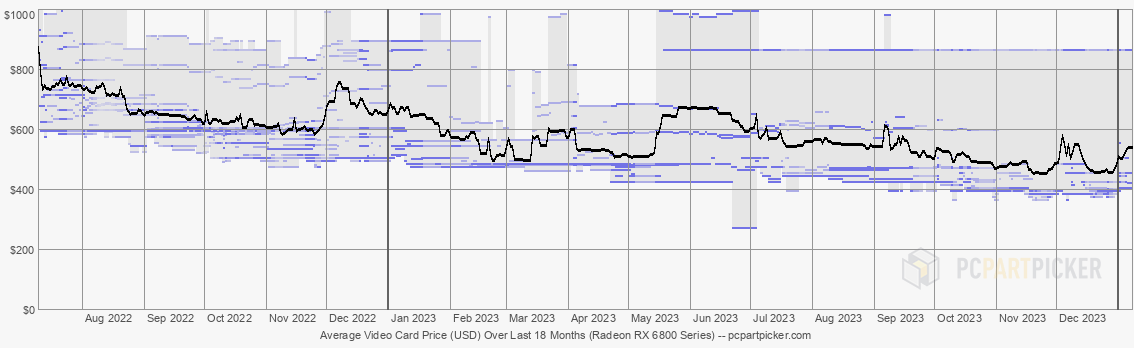 $1000
$800
$600
$400
$200
$0
PCPARTPICKER
Aug 2022 Sep 2022 Oct 2022 Nov 2022 Dec 2022 Jan 2023 Feb 2023 Mar 2023 Apr 2023 May 2023 Jun 2023 Jul 2023 Aug 2023 Sep 2023 Oct 2023 Nov 2023 Dec 2023
Average Video Card Price (USD) Over Last 18 Months (Radeon RX 6800 Series) -- pcpartpicker.com